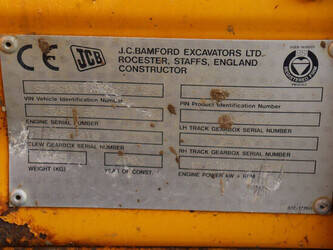 CE JCB J.C.BAMFORD EXCAVATORS LTD.
ROCESTER, STAFFS, ENGLAND
CONSTRUCTOR
VIN Vehicle Identification Number
PIN Product Identification Number
ENGINE SERIAL NUMBER
LH TRACK GEARBOX SERIAL NUMBER
SLEW GEARBOX SERIAL NUMBER
RH TRACK GEARBOX SERIAL NUMBER
WEIGHT (KG)
YEAR OF CONST.
ENGINE POWER kW @ RPM